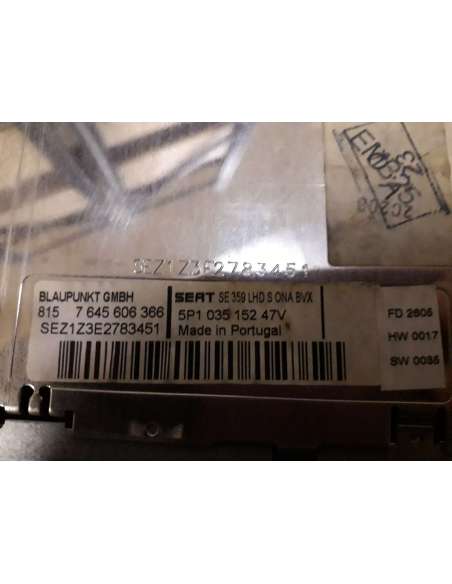 SEZ1Z3E2783451
BLAUPUNKT GMBH
815 7 645 606 366
SEZ1Z3E2783451
SEAT SE 359 LHD S ONA BVX
5P1 035 152 47V
Made in Portugal
FD 2605
HW 0017
SW 0035